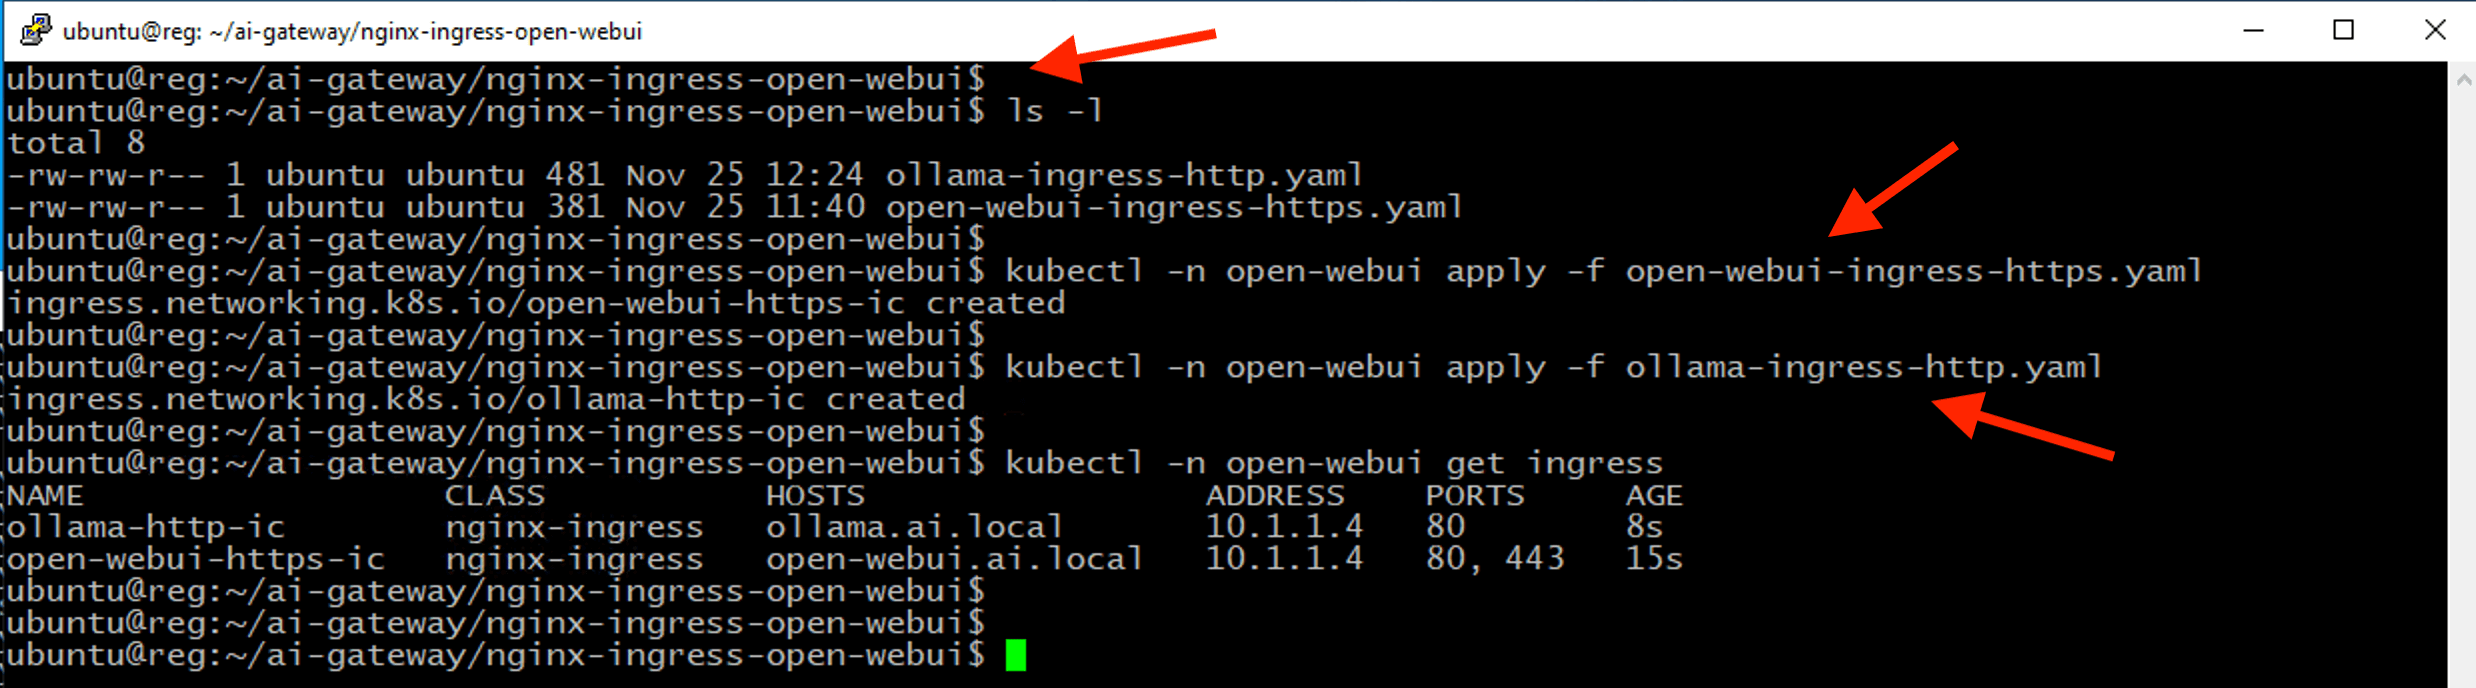 ubuntu@reg: ~/ai-gateway/nginx-ingress-open-webui
ubuntu@reg:~/ai-gateway/nginx-ingress-open-webui$
ubuntu@reg:~/ai-gateway/nginx-ingress-open-webui$ ls -l
total 8
-rw-rw-r-- 1 ubuntu ubuntu 481 Nov 25 12:24 ollama-ingress-http.yaml
-rw-rw-r-- 1 ubuntu ubuntu 381 Nov 25 11:40 open-webui-ingress-https.yaml
ubuntu@reg:~/ai-gateway/nginx-ingress-open-webui$
ubuntu@reg:~/ai-gateway/nginx-ingress-open-webui$ kubectl -n open-webui apply -f open-webui-ingress-https.yaml
ingress.networking.k8s.io/open-webui-https-ic created
ubuntu@reg:~/ai-gateway/nginx-ingress-open-webui$
ubuntu@reg:~/ai-gateway/nginx-ingress-open-webui$ kubectl -n open-webui apply -f ollama-ingress-http.yaml
ingress.networking.k8s.io/ollama-http-ic created
ubuntu@reg:~/ai-gateway/nginx-ingress-open-webui$
ubuntu@reg:~/ai-gateway/nginx-ingress-open-webui$ kubectl -n open-webui get ingress
NAME                  CLASS           HOSTS                 ADDRESS    PORTS     AGE
ollama-http-ic        nginx-ingress   ollama.ai.local       10.1.1.4   80        8s
open-webui-https-ic   nginx-ingress   open-webui.ai.local   10.1.1.4   80, 443   15s
ubuntu@reg:~/ai-gateway/nginx-ingress-open-webui$
ubuntu@reg:~/ai-gateway/nginx-ingress-open-webui$
ubuntu@reg:~/ai-gateway/nginx-ingress-open-webui$